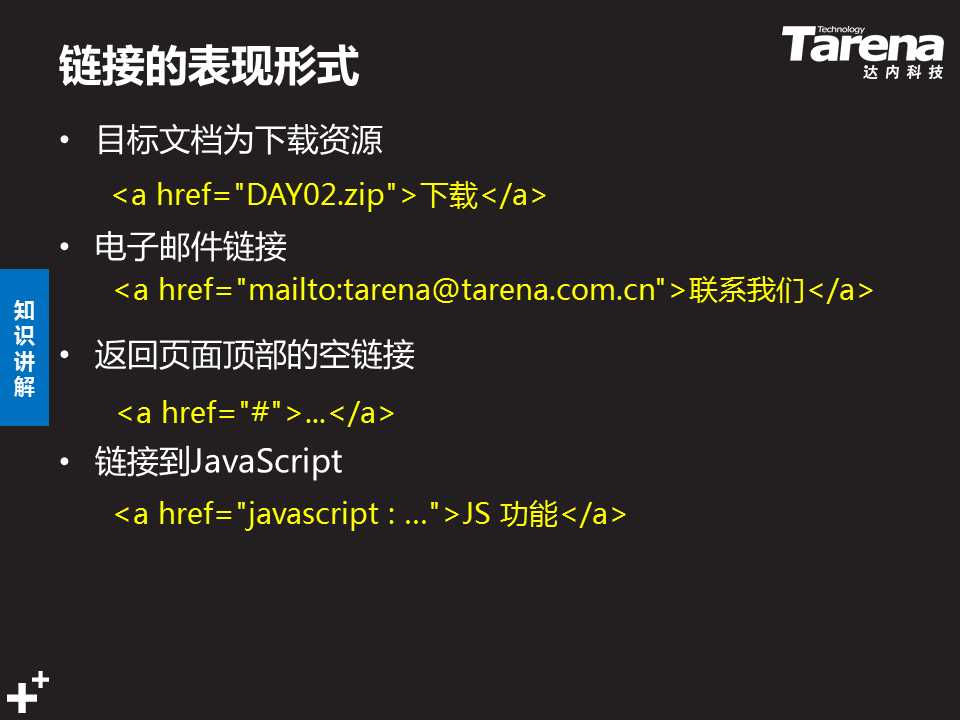 链接的表现形式
Technology
Tarena
达内科技
• 目标文档为下载资源
<a href="DAY02.zip">下载</a>
• 电子邮件链接
<a href="mailto:tarena@tarena.com.cn">联系我们</a>
知识讲解
• 返回页面顶部的空链接
<a href="#">...</a>
• 链接到JavaScript
<a href="javascript : …">JS 功能</a>